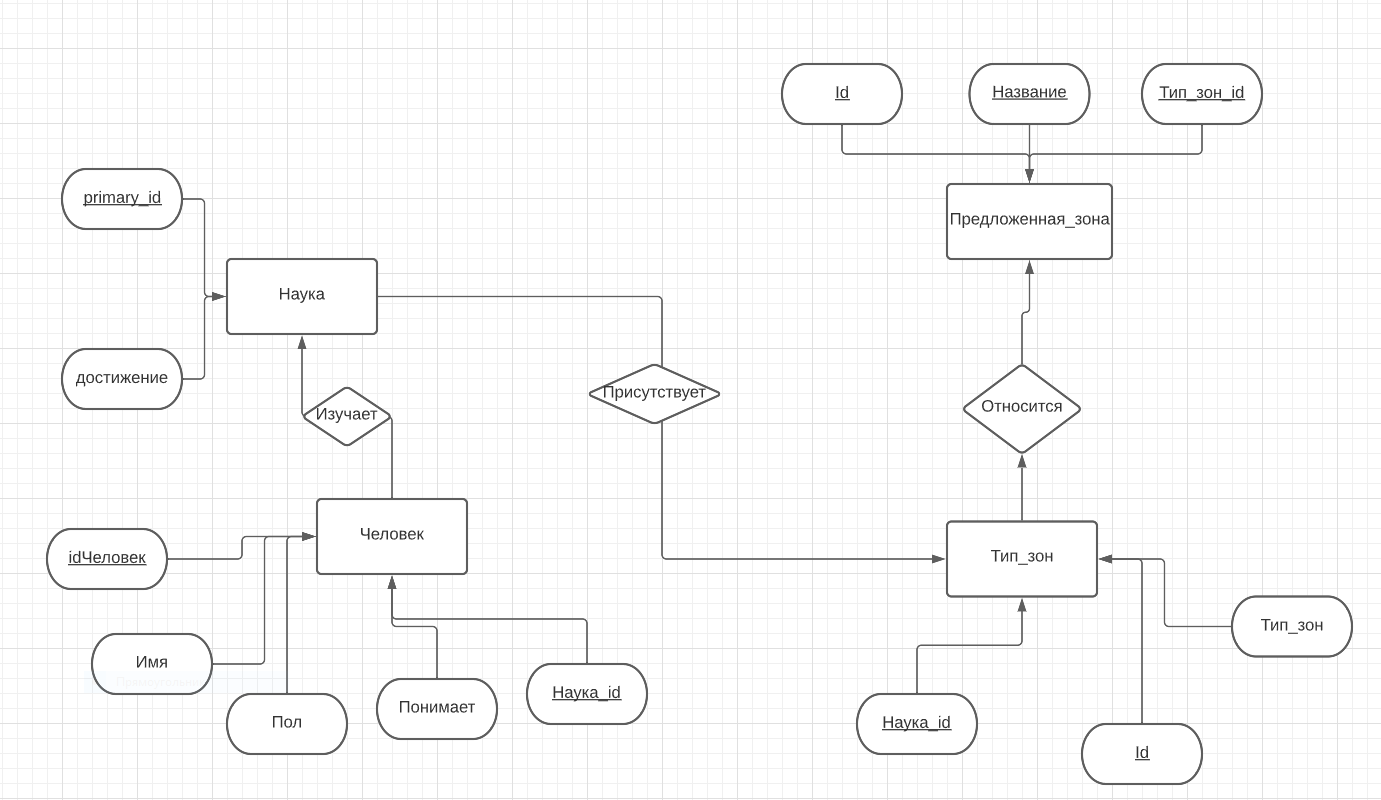 Id
Название
Тип_зон_id
primary_id
Предложенная_зона
Наука
достижение
Присутствует
Относится
Изучает
Человек
idЧеловек
Тип_зон
Тип_зон
Имя
Наука_id
Понимает
Пол
Наука_id
Id